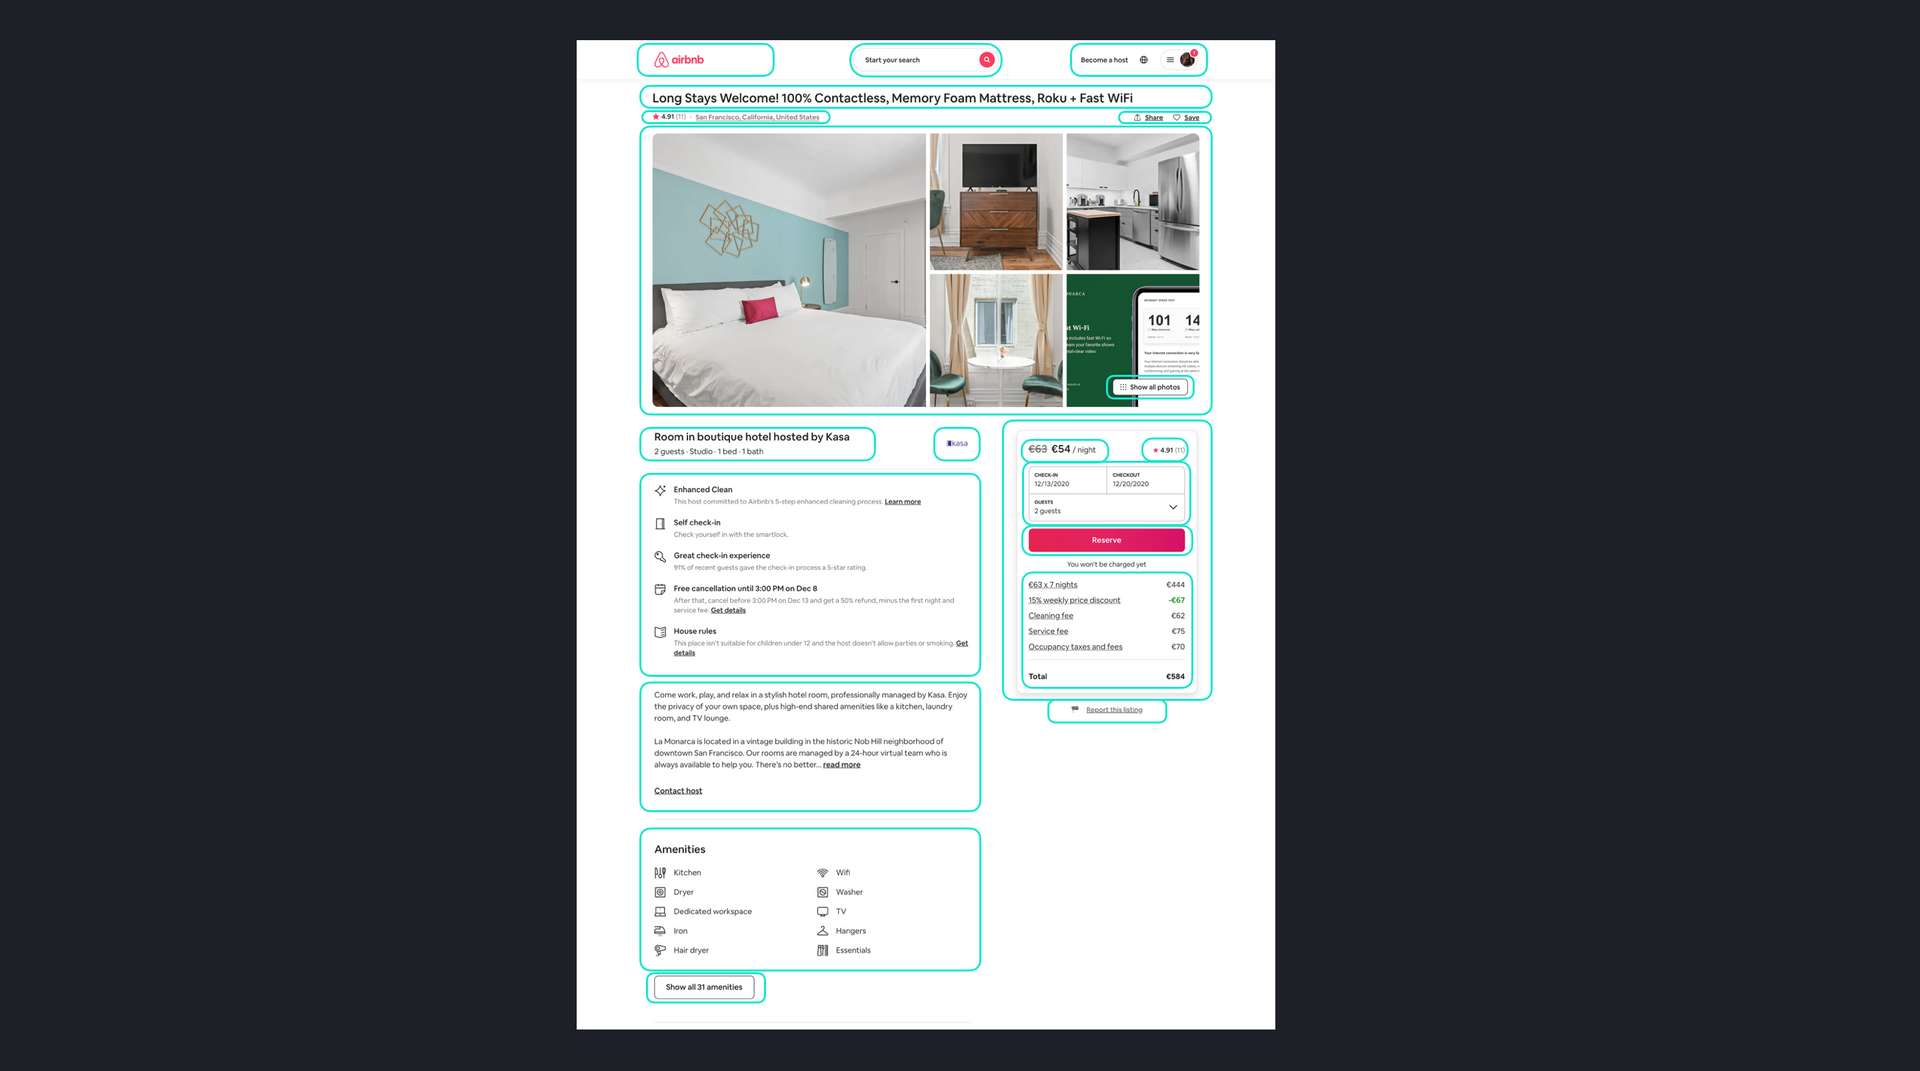 airbnb
Start your search
Become a host
1
Long Stays Welcome! 100% Contactless, Memory Foam Mattress, Roku + Fast WiFi
4.91 (11) · San Francisco, California, United States
Share
Save
101
14
Show all photos
Room in boutique hotel hosted by Kasa
2 guests · Studio · 1 bed · 1 bath
kasa
Enhanced Clean
This host committed to Airbnb's 5-step enhanced cleaning process. Learn more
Self check-in
Check yourself in with the smartlock.
Great check-in experience
91% of recent guests gave the check-in process a 5-star rating.
Free cancellation until 3:00 PM on Dec 8
After that, cancel before 3:00 PM on Dec 13 and get a 50% refund, minus the first night and
service fee. Get details
House rules
This place isn't suitable for children under 12 and the host doesn't allow parties or smoking. Get
details
Come work, play, and relax in a stylish hotel room, professionally managed by Kasa. Enjoy
the privacy of your own space, plus high-end shared amenities like a kitchen, laundry
room, and TV lounge.
La Monarca is located in a vintage building in the historic Nob Hill neighborhood of
downtown San Francisco. Our rooms are managed by a 24-hour virtual team who is
always available to help you. There's no better... read more
Contact host
Amenities
Kitchen
Wifi
Dryer
Washer
Dedicated workspace
TV
Iron
Hangers
Hair dryer
Essentials
Show all 31 amenities
€63 €54 / night
4.91 (11)
CHECK-IN
12/13/2020
CHECKOUT
12/20/2020
GUESTS
2 guests
Reserve
You won't be charged yet
€63 x 7 nights €444
15% weekly price discount -€67
Cleaning fee €62
Service fee €75
Occupancy taxes and fees €70
Total €584
Report this listing